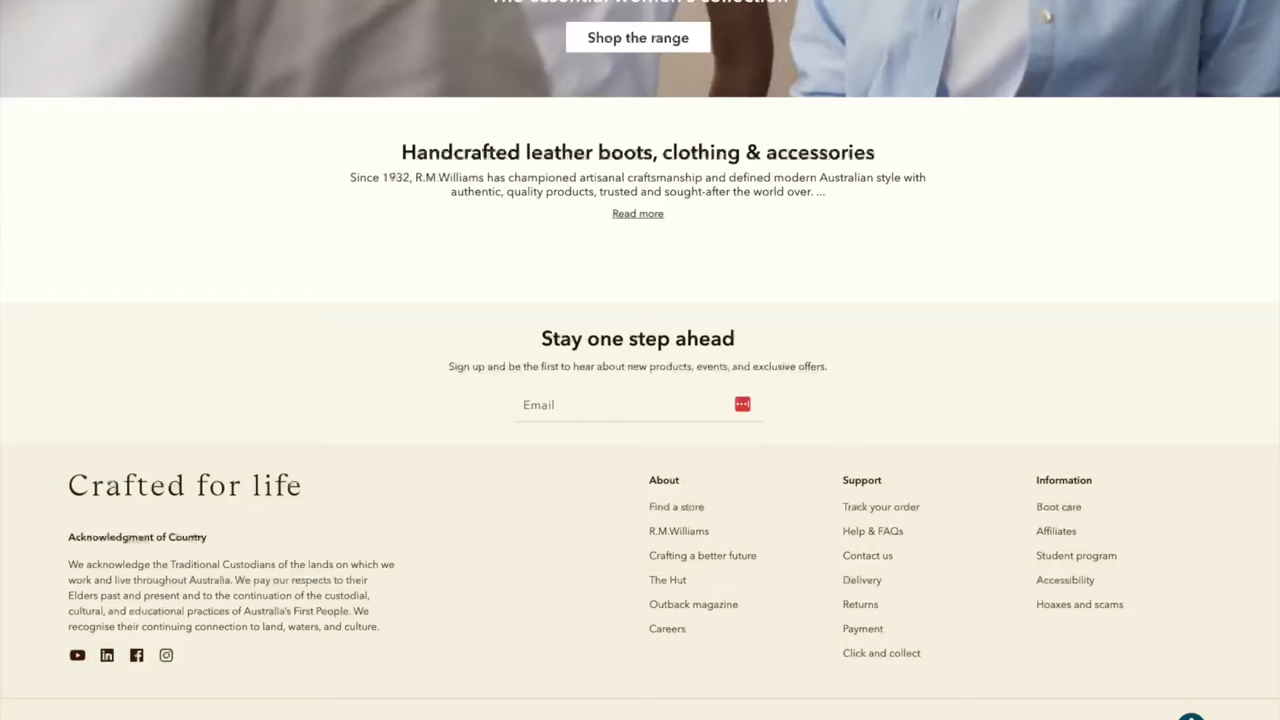 The essential women's collection
Shop the range
Handcrafted leather boots, clothing & accessories
Since 1932, R.M.Williams has championed artisanal craftsmanship and defined modern Australian style with
authentic, quality products, trusted and sought-after the world over. ...
Read more
Stay one step ahead
Sign up and be the first to hear about new products, events, and exclusive offers.
Email
Crafted for life
Acknowledgment of Country
We acknowledge the Traditional Custodians of the lands on which we
work and live throughout Australia. We pay our respects to their
Elders past and present and to the continuation of the custodial,
cultural, and educational practices of Australia's First People. We
recognise their continuing connection to land, waters, and culture.
About
Find a store
R.M.Williams
Crafting a better future
The Hut
Outback magazine
Careers
Support
Track your order
Help & FAQs
Contact us
Delivery
Returns
Payment
Click and collect
Information
Boot care
Affiliates
Student program
Accessibility
Hoaxes and scams